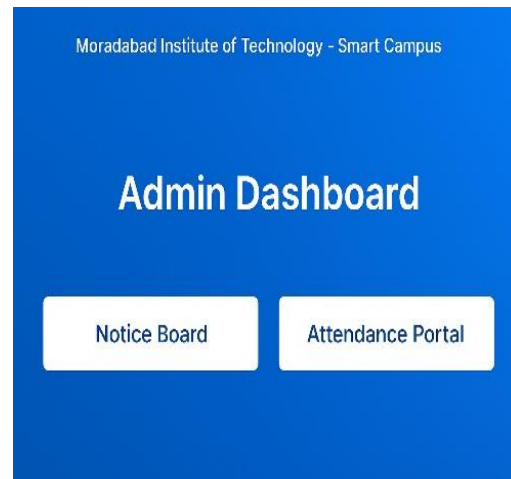 Moradabad Institute of Technology - Smart Campus
Admin Dashboard
Notice Board
Attendance Portal